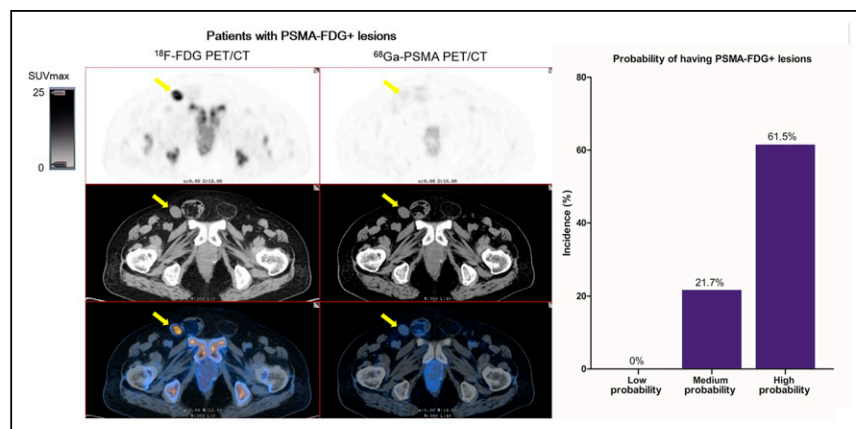 Patients with PSMA-FDG+ lesions
¹⁸F-FDG PET/CT
⁶⁸Ga-PSMA PET/CT
SUVmax
25
0
Probability of having PSMA-FDG+ lesions
Incidence (%)
80
60
40
20
0
0%
21.7%
61.5%
Low probability
Medium probability
High probability